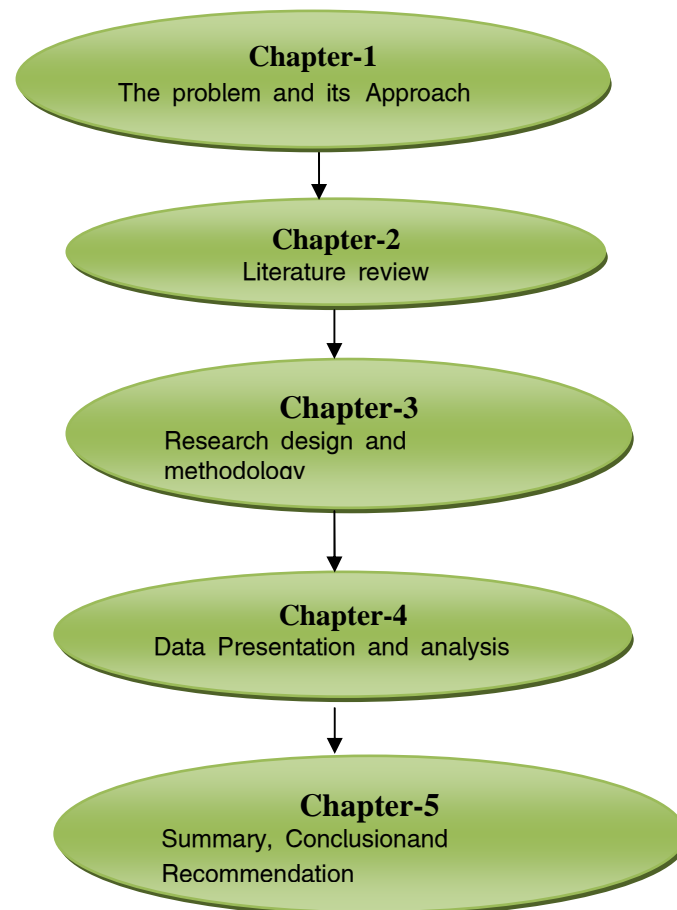 Chapter-1
The problem and its Approach
Chapter-2
Literature review
Chapter-3
Research design and
methodology
Chapter-4
Data Presentation and analysis
Chapter-5
Summary, Conclusionand
Recommendation